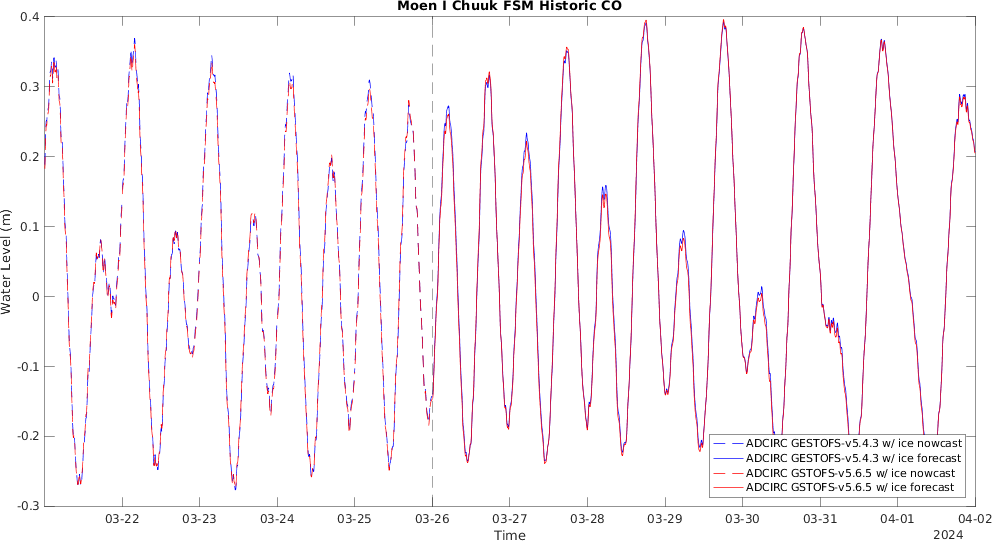 Moen I Chuuk FSM Historic CO
0.4
0.3
0.2
0.1
0
-0.1
-0.2
-0.3
Water Level (m)
ADCIRC GESTOFS-v5.4.3 w/ ice nowcast
ADCIRC GESTOFS-v5.4.3 w/ ice forecast
ADCIRC GSTOFS-v5.6.5 w/ ice nowcast
ADCIRC GSTOFS-v5.6.5 w/ ice forecast
03-22 03-23 03-24 03-25 03-26 03-27 03-28 03-29 03-30 03-31 04-01 04-02
Time 2024